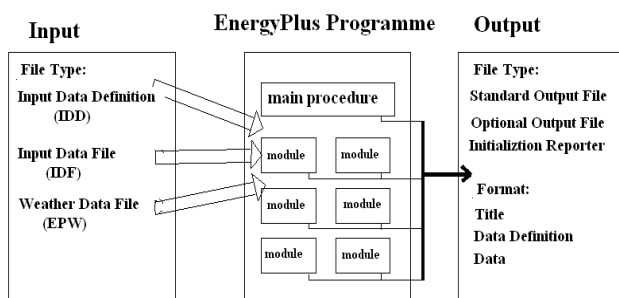 Input
File Type:
Input Data Definition
(IDD)
Input Data File
(IDF)
Weather Data File
(EPW)
EnergyPlus Programme
main procedure
module
module
module
module
module
module
Output
File Type:
Standard Output File
Optional Output File
Initializtion Reporter
Format:
Title
Data Definition
Data